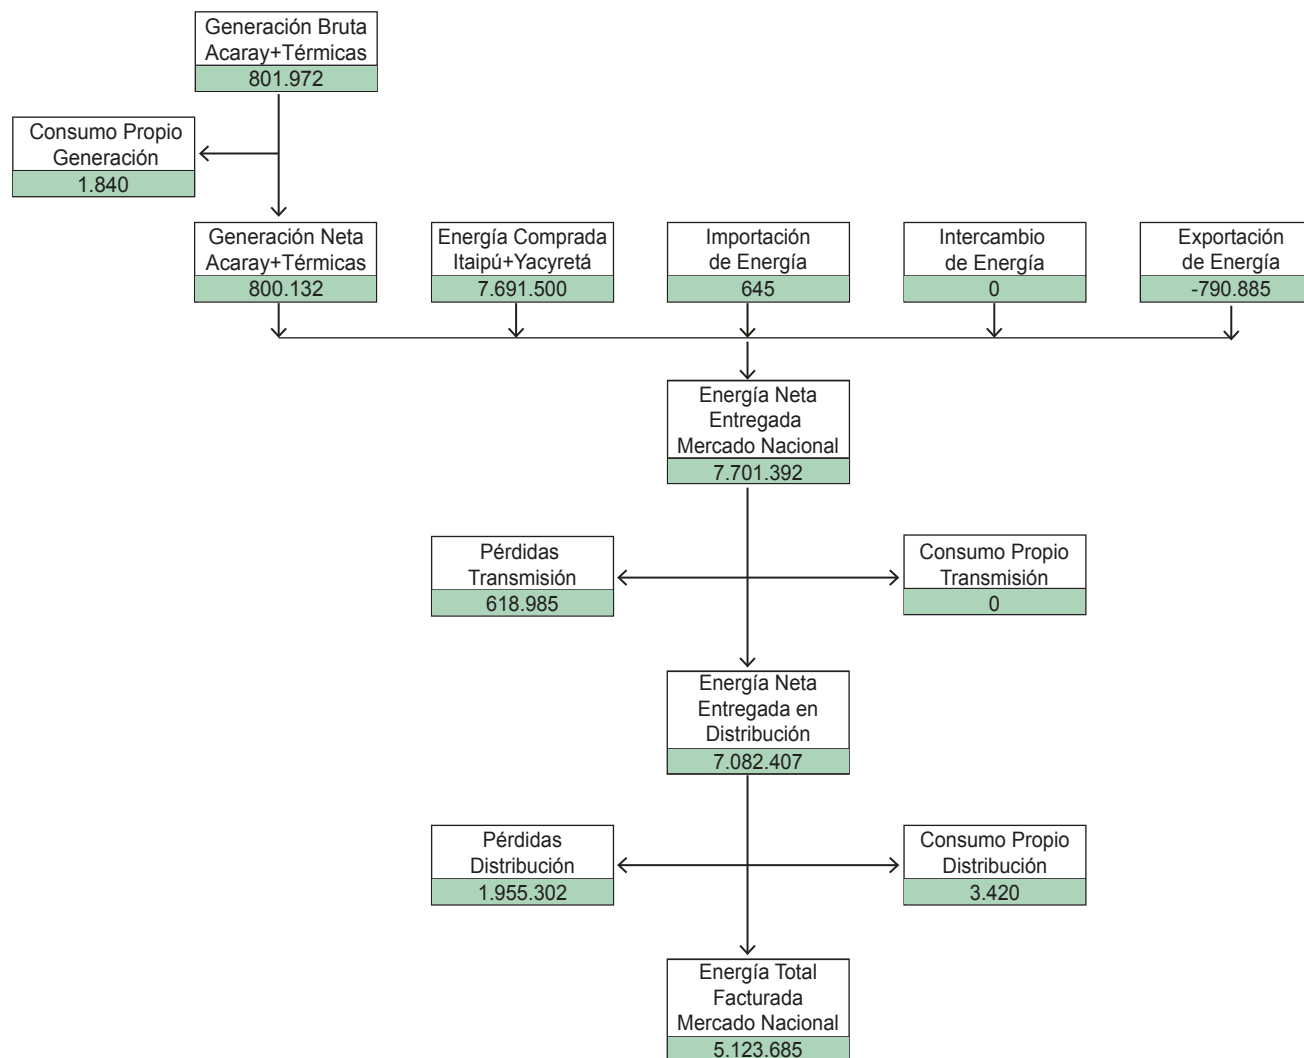 Generación Bruta
Acaray+Térmicas
801.972
Consumo Propio
Generación
1.840
Generación Neta
Acaray+Térmicas
800.132
Energía Comprada
Itaipú+Yacyretá
7.691.500
Importación
de Energía
645
Intercambio
de Energía
0
Exportación
de Energía
-790.885
Energía Neta
Entregada
Mercado Nacional
7.701.392
Pérdidas
Transmisión
618.985
Consumo Propio
Transmisión
0
Energía Neta
Entregada en
Distribución
7.082.407
Pérdidas
Distribución
1.955.302
Consumo Propio
Distribución
3.420
Energía Total
Facturada
Mercado Nacional
5.123.685